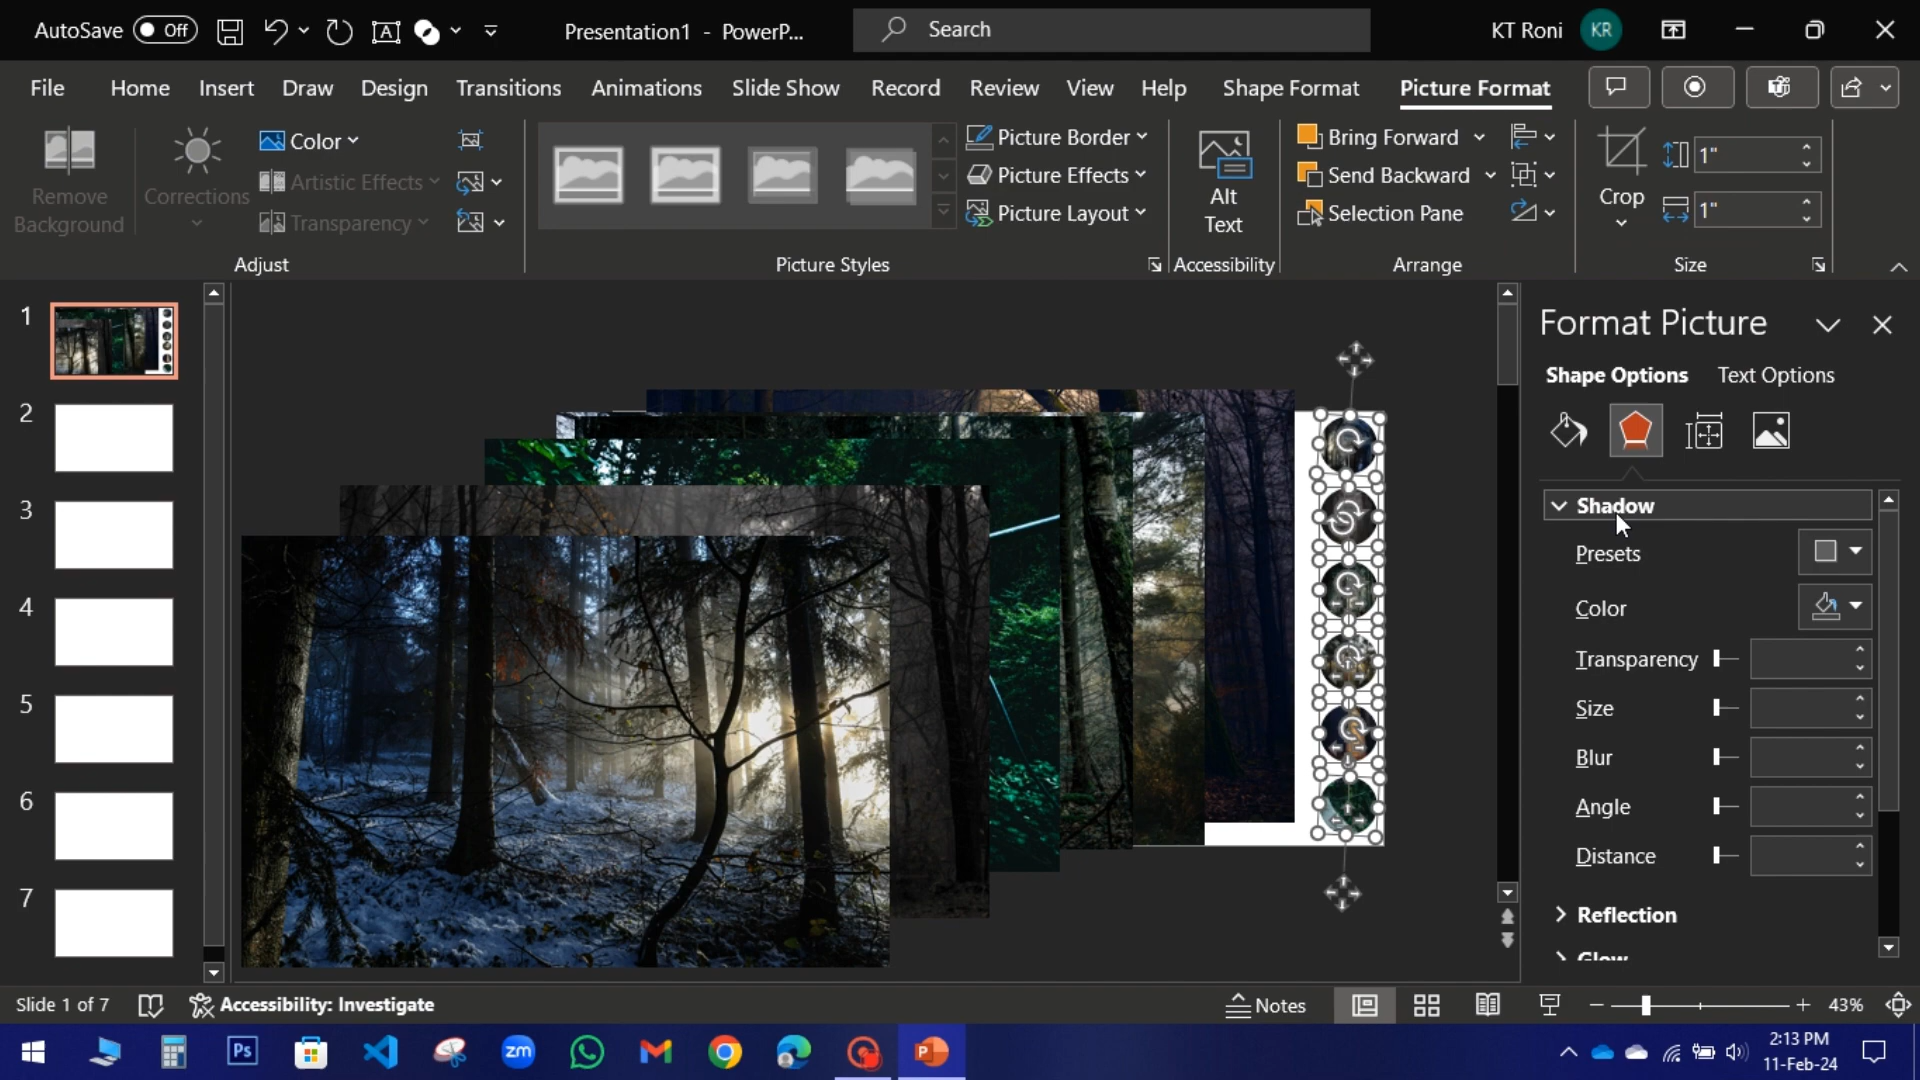 AutoSave Off
Presentation1 - PowerP...
Search
KT Roni KR
File Home Insert Draw Design Transitions Animations Slide Show Record Review View Help Shape Format Picture Format
Remove Background
Corrections
Color
Artistic Effects
Transparency
Adjust
Picture Border
Picture Effects
Picture Layout
Picture Styles
Alt Text
Accessibility
Bring Forward
Send Backward
Selection Pane
Arrange
Crop
1"
1"
Size
1
2
3
4
5
6
7
Format Picture
Shape Options Text Options
Shadow
Presets
Color
Transparency
Size
Blur
Angle
Distance
Reflection
Glow
Slide 1 of 7
Accessibility: Investigate
Notes
43%
Ps
zm
P
2:13 PM
11-Feb-24